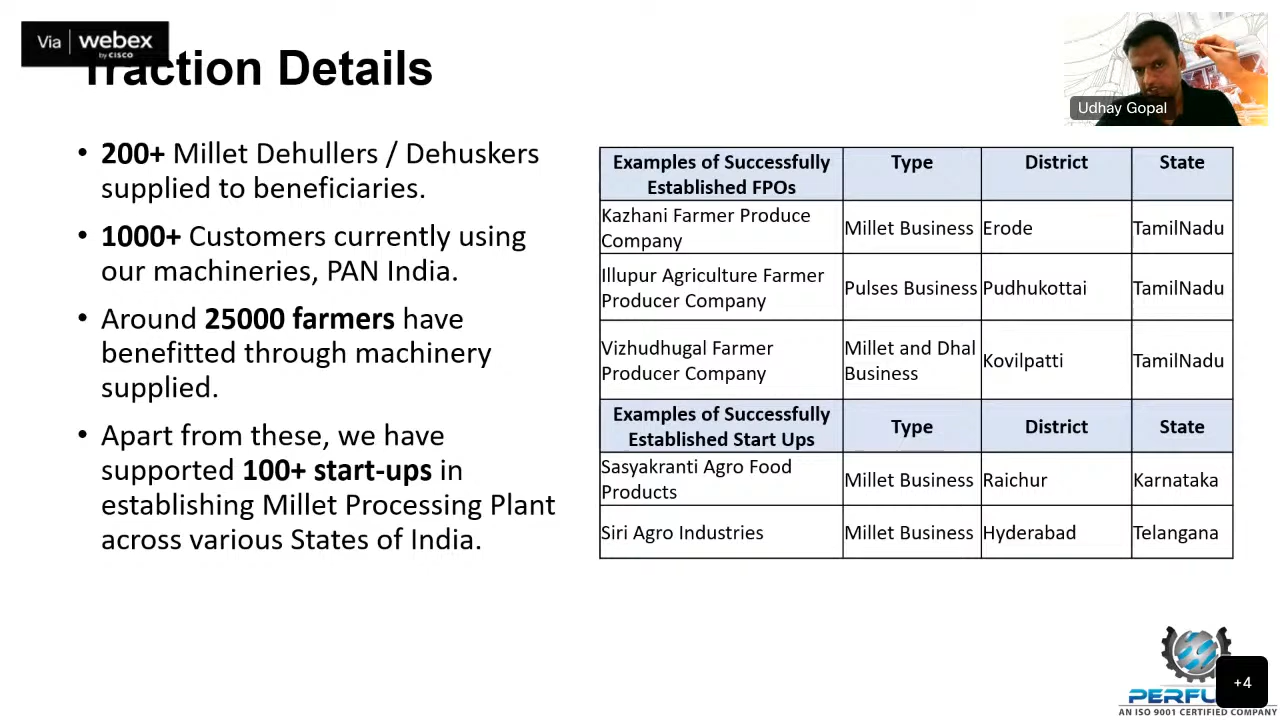 Via webex
by CISCO
Traction Details
Udhay Gopal
• 200+ Millet Dehullers / Dehuskers
supplied to beneficiaries.
• 1000+ Customers currently using
our machineries, PAN India.
• Around 25000 farmers have
benefitted through machinery
supplied.
• Apart from these, we have
supported 100+ start-ups in
establishing Millet Processing Plant
across various States of India.
Examples of Successfully
Established FPOs
Type
District
State
Kazhani Farmer Produce
Company
Millet Business
Erode
TamilNadu
Illupur Agriculture Farmer
Producer Company
Pulses Business
Pudhukottai
TamilNadu
Vizhudhugal Farmer
Producer Company
Millet and Dhal
Business
Kovilpatti
TamilNadu
Examples of Successfully
Established Start Ups
Type
District
State
Sasyakranti Agro Food
Products
Millet Business
Raichur
Karnataka
Siri Agro Industries
Millet Business
Hyderabad
Telangana
+4
AN ISO 9001 CERTIFIED COMPANY